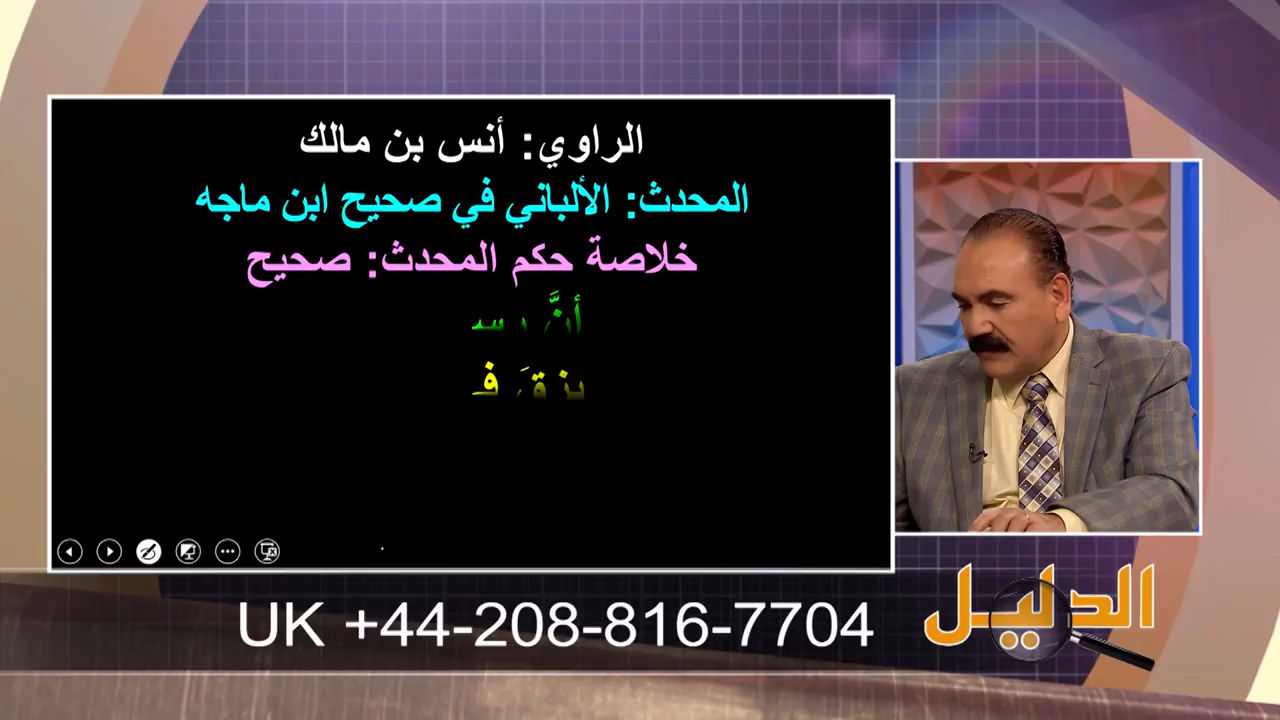 الراوي: أنس بن مالك
المحدث: الألباني في صحيح ابن ماجه
خلاصة حكم المحدث: صحيح
أنَّ
UK +44-208-816-7704
الدليل